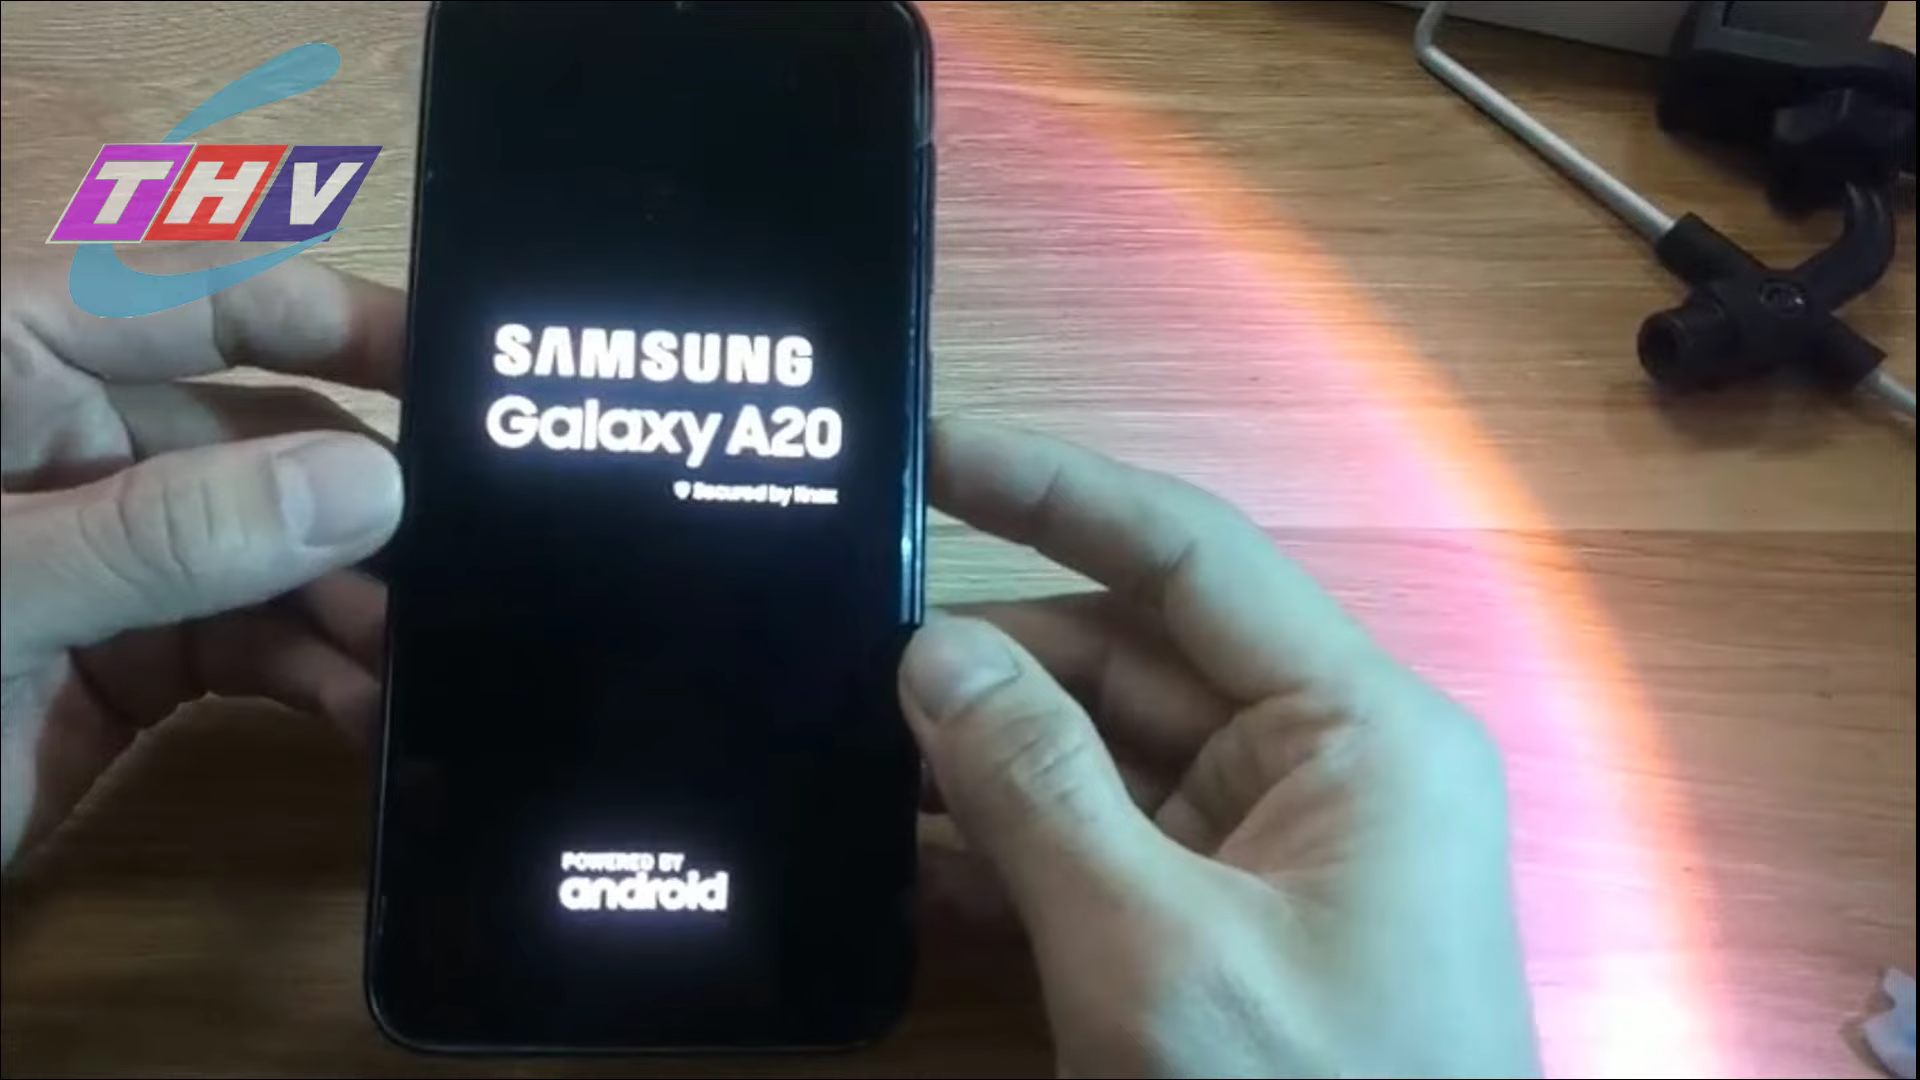 THV
SAMSUNG
Galaxy A20
Secured by Knox
POWERED BY
android